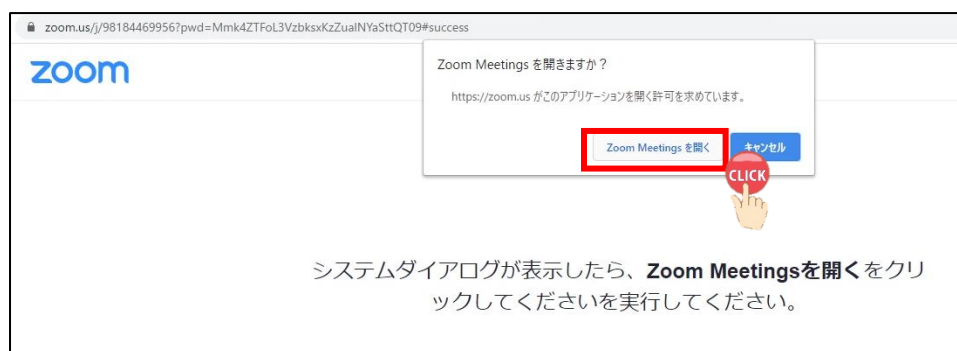 zoom.us/j/98184469956?pwd=Mmk4ZTFoL3VzbksxKzZualNYaSttQT09#success
zoom
Zoom Meetings を開きますか？
https://zoom.us がこのアプリケーションを開く許可を求めています。
Zoom Meetings を開く
キャンセル
CLICK
システムダイアログが表示したら、Zoom Meetingsを開くをクリ
ックしてくださいを実行してください。